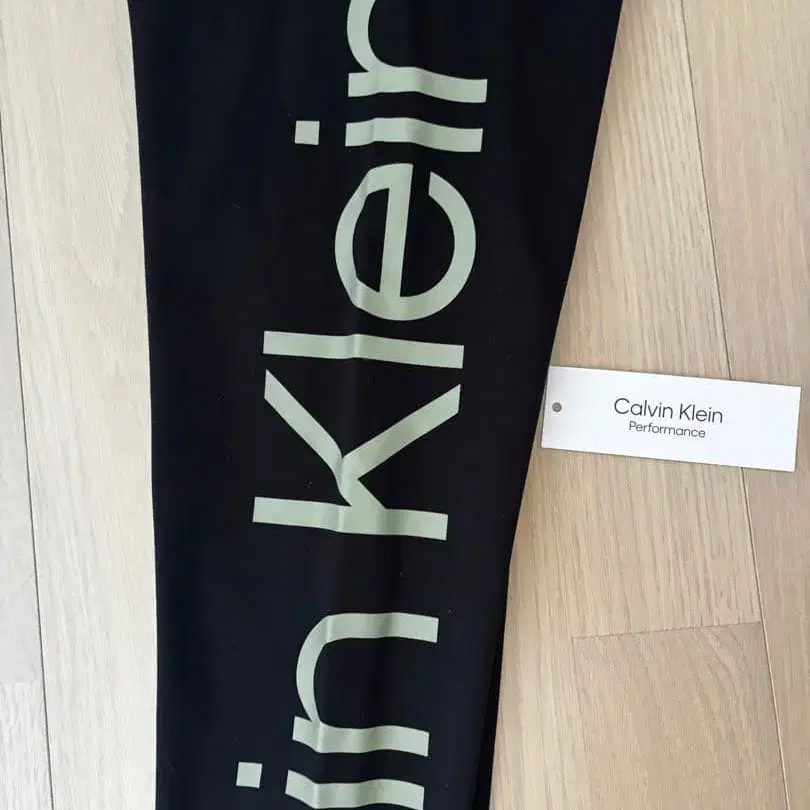 in Klein
Calvin Klein
Performance